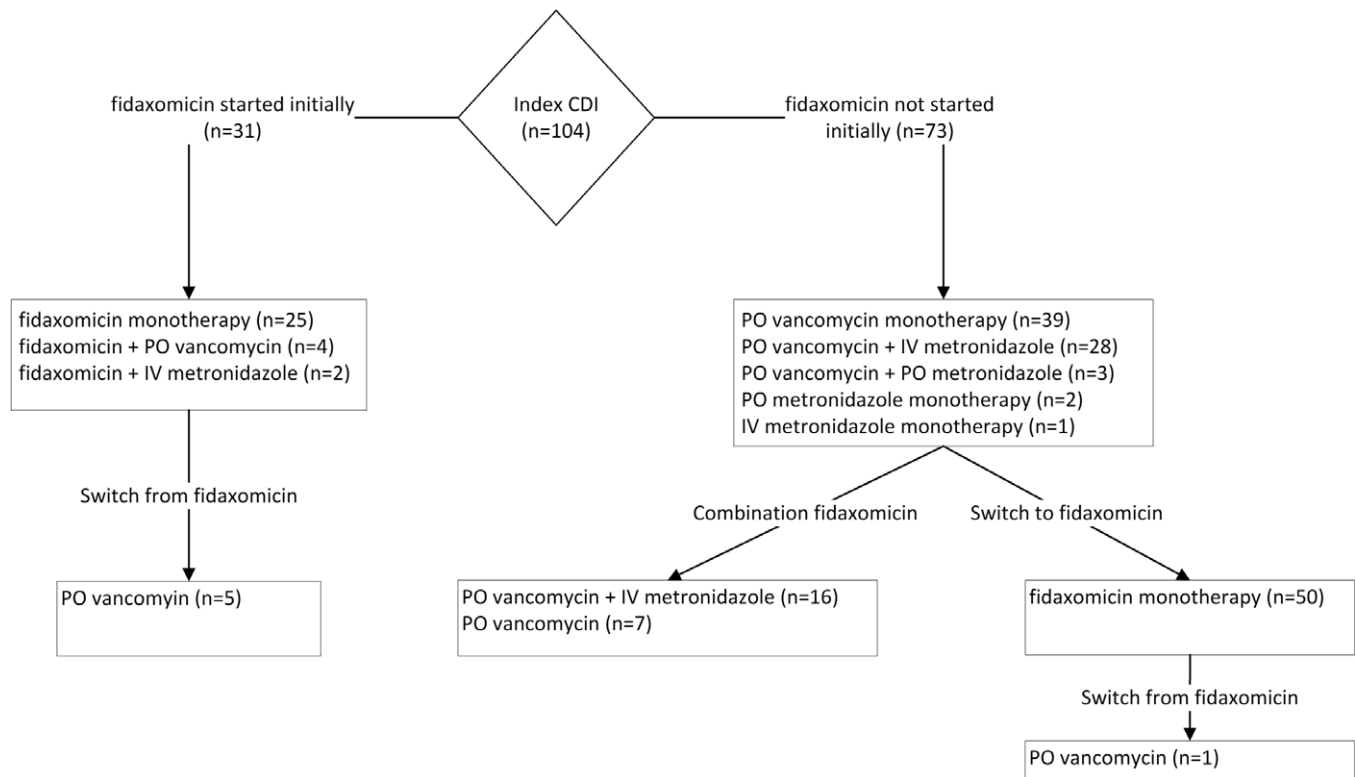 Index CDI
(n=104)
fidaxomicin started initially
(n=31)
fidaxomicin not started
initially (n=73)
fidaxomicin monotherapy (n=25)
fidaxomicin + PO vancomycin (n=4)
fidaxomicin + IV metronidazole (n=2)
PO vancomycin monotherapy (n=39)
PO vancomycin + IV metronidazole (n=28)
PO vancomycin + PO metronidazole (n=3)
PO metronidazole monotherapy (n=2)
IV metronidazole monotherapy (n=1)
Switch from fidaxomicin
Combination fidaxomicin
Switch to fidaxomicin
PO vancomyin (n=5)
PO vancomycin + IV metronidazole (n=16)
PO vancomycin (n=7)
fidaxomicin monotherapy (n=50)
Switch from fidaxomicin
PO vancomycin (n=1)